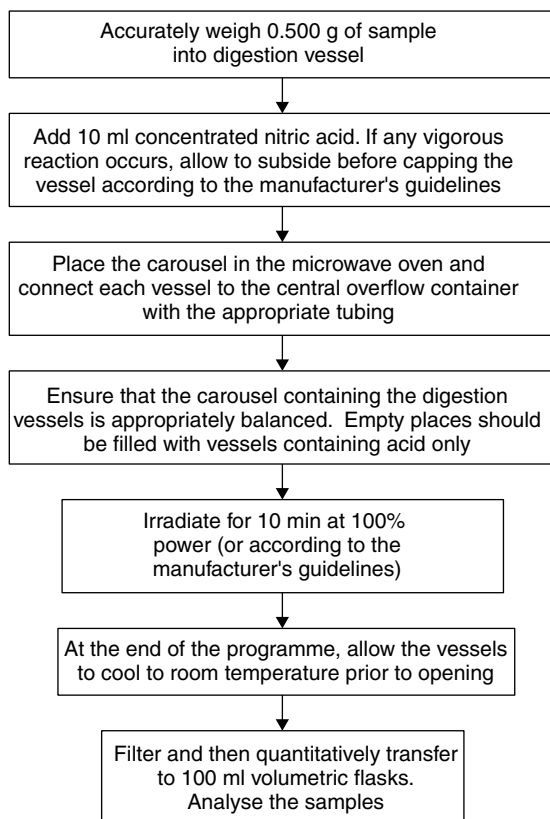 Accurately weigh 0.500 g of sample
into digestion vessel
Add 10 ml concentrated nitric acid. If any vigorous
reaction occurs, allow to subside before capping the
vessel according to the manufacturer's guidelines
Place the carousel in the microwave oven and
connect each vessel to the central overflow container
with the appropriate tubing
Ensure that the carousel containing the digestion
vessels is appropriately balanced. Empty places should
be filled with vessels containing acid only
Irradiate for 10 min at 100%
power (or according to the
manufacturer's guidelines)
At the end of the programme, allow the vessels
to cool to room temperature prior to opening
Filter and then quantitatively transfer
to 100 ml volumetric flasks.
Analyse the samples